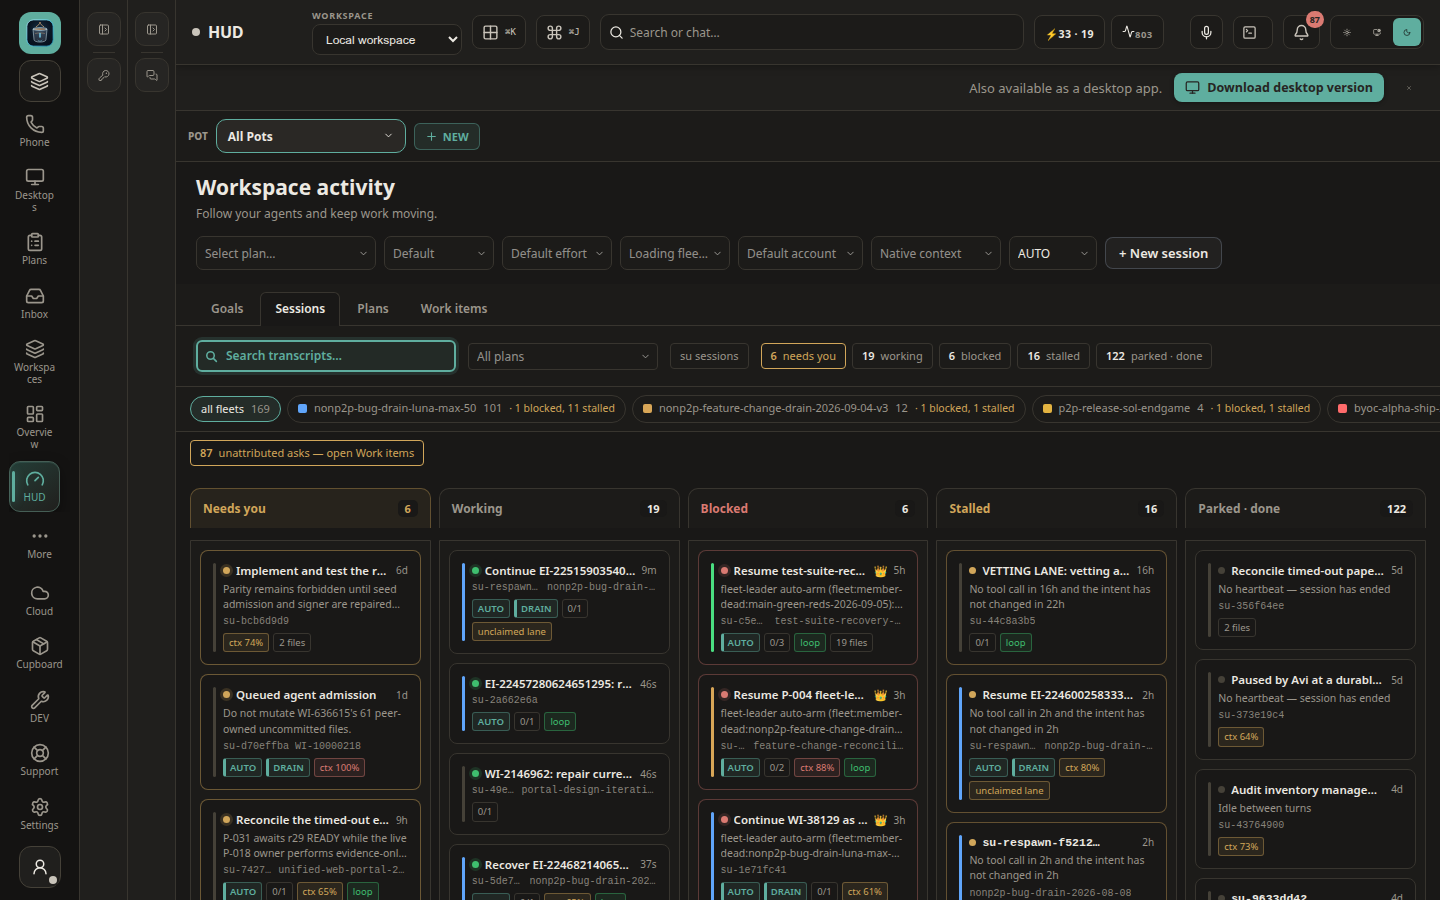 Phone
Desktop
s
Plans
Inbox
Workspa
ces
Overvie
w
HUD
More
Cloud
Cupboard
DEV
Support
Settings
HUD
WORKSPACE
Local workspace
⌘K
⌘J
Search or chat...
⚡33 · 19
803
87
Also available as a desktop app.
Download desktop version
×
POT
All Pots
+ NEW
Workspace activity
Follow your agents and keep work moving.
Select plan...
Default
Default effort
Loading flee...
Default account
Native context
AUTO
+ New session
Goals
Sessions
Plans
Work items
Search transcripts...
All plans
su sessions
6 needs you
19 working
6 blocked
16 stalled
122 parked · done
all fleets 169
nonp2p-bug-drain-luna-max-50 101 · 1 blocked, 11 stalled
nonp2p-feature-change-drain-2026-09-04-v3 12 · 1 blocked, 1 stalled
p2p-release-sol-endgame 4 · 1 blocked, 1 stalled
byoc-alpha-ship-
87 unattributed asks — open Work items
Needs you 6
Implement and test the r... 6d
Parity remains forbidden until seed
admission and signer are repaired...
su-bcb6d9d9
ctx 74% 2 files
Queued agent admission 1d
Do not mutate WI-636615's 61 peer-
owned uncommitted files.
su-d70effba WI-10000218
AUTO DRAIN ctx 100%
Reconcile the timed-out e... 9h
P-031 awaits r29 READY while the live
P-018 owner performs evidence-onl...
su-7427… unified-web-portal-2…
AUTO 0/1 ctx 65% loop
Working 19
Continue EI-22515903540... 9m
su-respawn… nonp2p-bug-drain-…
AUTO DRAIN 0/1
unclaimed lane
EI-22457280624651295: r... 46s
su-2a662e6a
AUTO 0/1 loop
WI-2146962: repair curre... 46s
su-49e… portal-design-iterati…
0/1
Recover EI-22468214065... 37s
su-5de7… nonp2p-bug-drain-202…
Blocked 6
Resume test-suite-rec... 👑 5h
fleet-leader auto-arm (fleet:member-
dead:main-green-reds-2026-09-05):...
su-c5e… test-suite-recovery-…
AUTO 0/3 loop 19 files
Resume P-004 fleet-le... 👑 3h
fleet-leader auto-arm (fleet:member-
dead:nonp2p-feature-change-drain...
su-… feature-change-reconcili…
AUTO 0/2 ctx 88% loop
Continue WI-38129 as ... 👑 3h
fleet-leader auto-arm (fleet:member-
dead:nonp2p-bug-drain-luna-max-...
su-1e71fc41
AUTO DRAIN 0/1 ctx 61%
Stalled 16
VETTING LANE: vetting a... 16h
No tool call in 16h and the intent has
not changed in 22h
su-44c8a3b5
0/1 loop
Resume EI-224600258333... 2h
No tool call in 2h and the intent has
not changed in 2h
su-respawn… nonp2p-bug-drain-…
AUTO DRAIN ctx 80%
unclaimed lane
su-respawn-f5212… 2h
No tool call in 2h and the intent has
not changed in 2h
nonp2p-bug-drain-2026-08-08
Parked · done 122
Reconcile timed-out pape... 5d
No heartbeat — session has ended
su-356f64ee
2 files
Paused by Avi at a durabl... 5d
No heartbeat — session has ended
su-373e19c4
ctx 64%
Audit inventory manage... 4d
Idle between turns
su-43764900
ctx 73%
su-9633dd42 4d